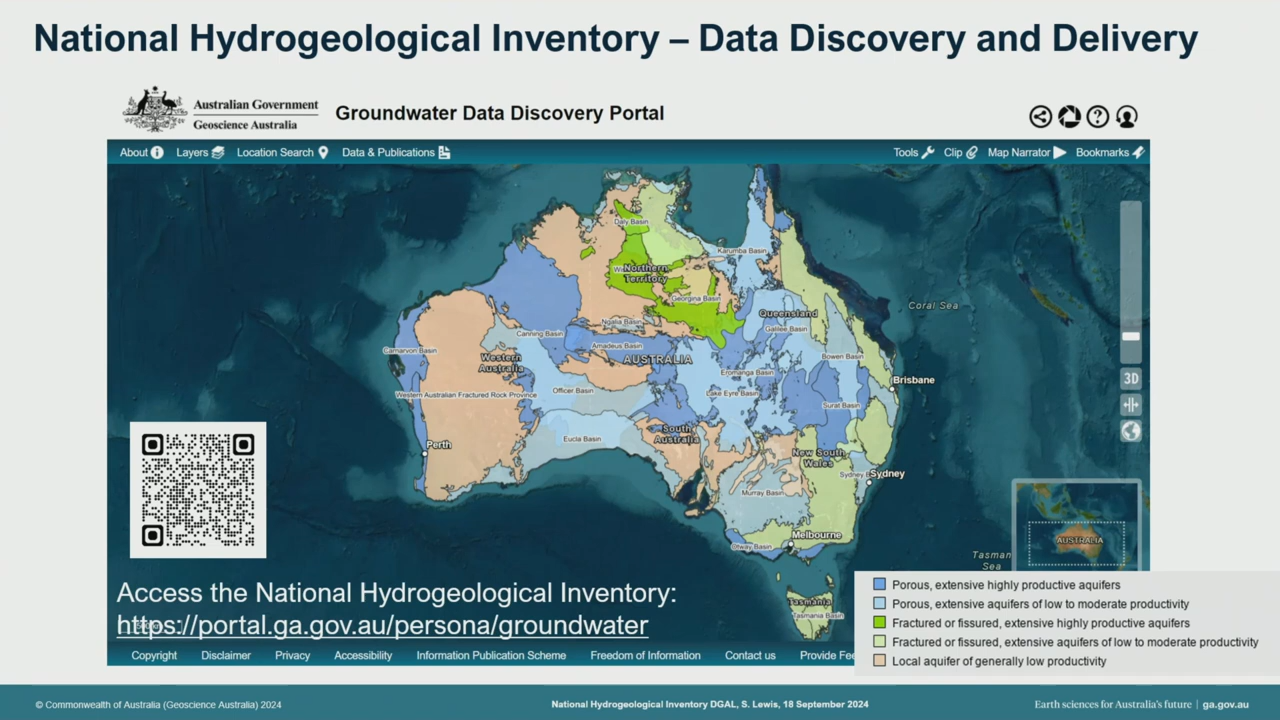 National Hydrogeological Inventory – Data Discovery and Delivery
Australian Government
Geoscience Australia
Groundwater Data Discovery Portal
About
Layers
Location Search
Data & Publications
Tools
Clip
Map Narrator
Bookmarks
Daly Basin
Karumba Basin
Northern
Territory
Georgina Basin
Coral Sea
Queensland
Ngalia Basin
Galilee Basin
Canning Basin
Carnarvon Basin
Amadeus Basin
Western
Australia
AUSTRALIA
Bowen Basin
Eromanga Basin
Brisbane
3D
Western Australian Fractured Rock Province
Officer Basin
Lake Eyre Basin
Surat Basin
South
Australia
Eucla Basin
Perth
New South
Wales
Sydney
Sydney
Murray Basin
Melbourne
Otway Basin
AUSTRALIA
Tasman
Sea
Tasmania
Tasmania Basin
Access the National Hydrogeological Inventory:
https://portal.ga.gov.au/persona/groundwater
Porous, extensive highly productive aquifers
Porous, extensive aquifers of low to moderate productivity
Fractured or fissured, extensive highly productive aquifers
Fractured or fissured, extensive aquifers of low to moderate productivity
Local aquifer of generally low productivity
Copyright
Disclaimer
Privacy
Accessibility
Information Publication Scheme
Freedom of Information
Contact us
Provide Fee
© Commonwealth of Australia (Geoscience Australia) 2024
National Hydrogeological Inventory DGAL, S. Lewis, 18 September 2024
Earth sciences for Australia's future | ga.gov.au